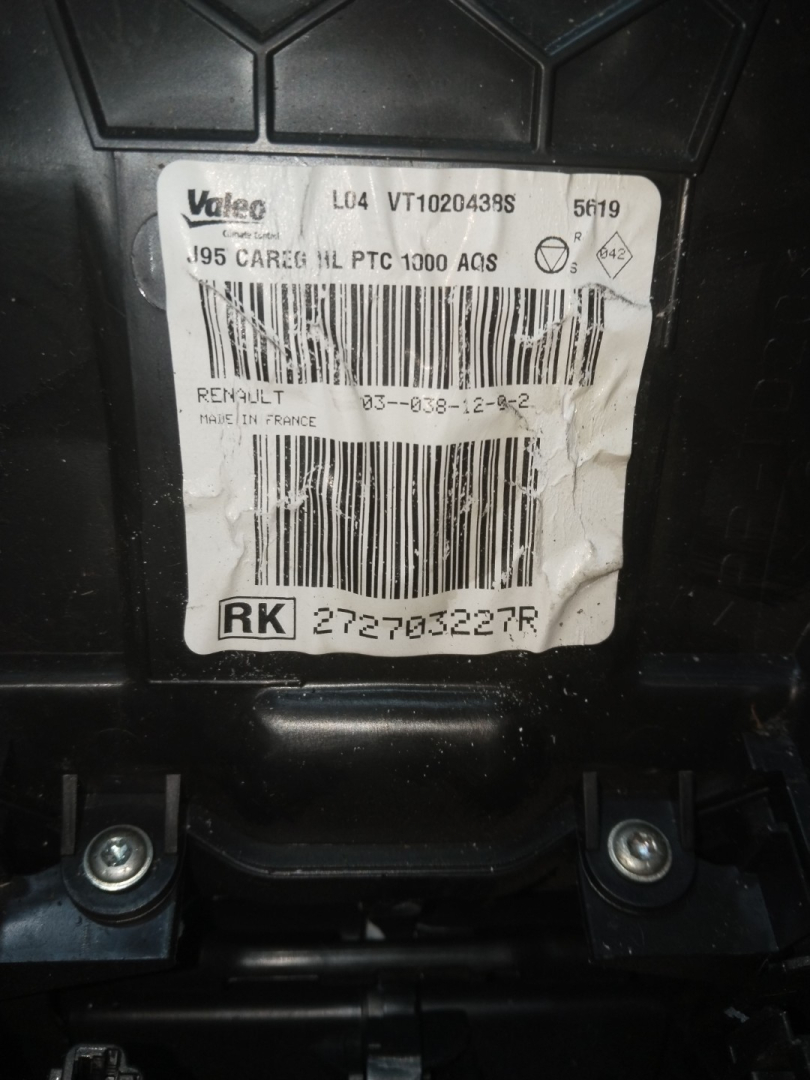 Valeo L04 VT1020438S 5619
Climate Control
J95 CAREG HL PTC 1000 AQS R S 042
RENAULT 03--038-12-0-2
MADE IN FRANCE
RK 272703227R